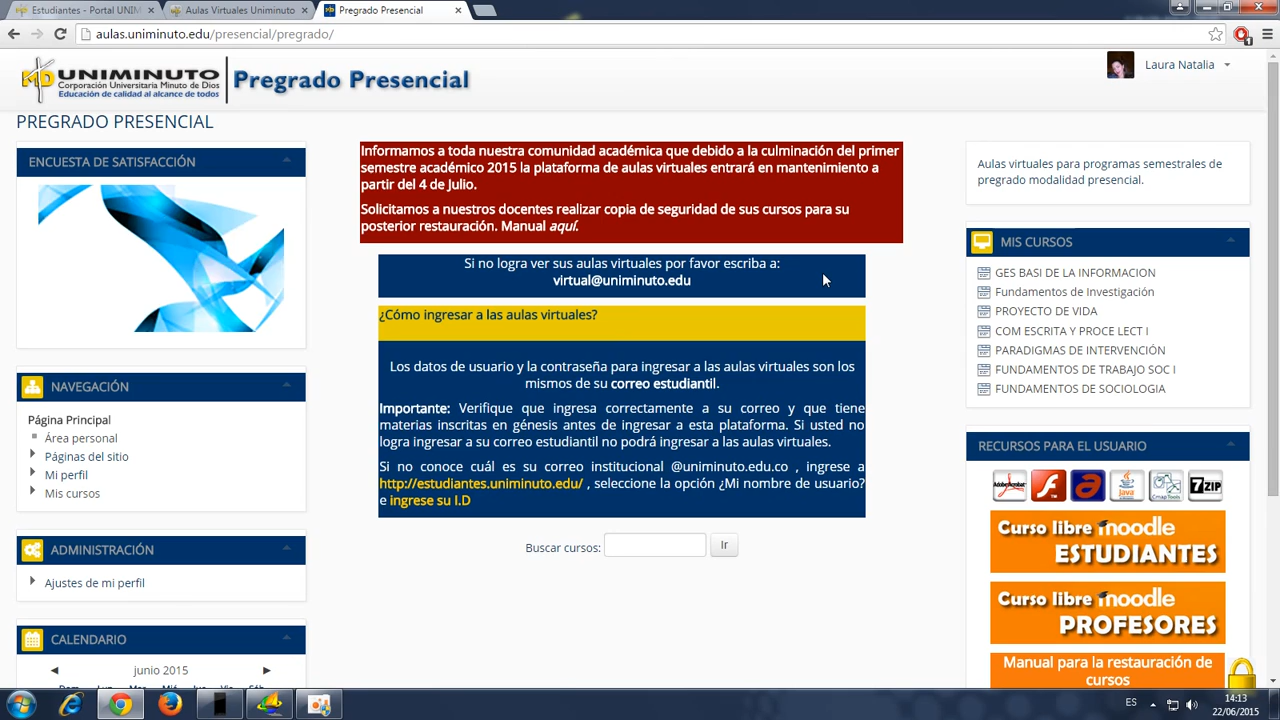 Estudiantes - Portal UNIM
Aulas Virtuales Uniminuto
Pregrado Presencial
aulas.uniminuto.edu/presencial/pregrado/
UNIMINUTO
Corporación Universitaria Minuto de Dios
Educación de calidad al alcance de todos
Pregrado Presencial
Laura Natalia
PREGRADO PRESENCIAL
ENCUESTA DE SATISFACCIÓN
NAVEGACIÓN
Página Principal
Área personal
Páginas del sitio
Mi perfil
Mis cursos
ADMINISTRACIÓN
Ajustes de mi perfil
CALENDARIO
junio 2015
Informamos a toda nuestra comunidad académica que debido a la culminación del primer
semestre académico 2015 la plataforma de aulas virtuales entrará en mantenimiento a
partir del 4 de Julio.
Solicitamos a nuestros docentes realizar copia de seguridad de sus cursos para su
posterior restauración. Manual aquí.
Si no logra ver sus aulas virtuales por favor escriba a:
virtual@uniminuto.edu
¿Cómo ingresar a las aulas virtuales?
Los datos de usuario y la contraseña para ingresar a las aulas virtuales son los
mismos de su correo estudiantil.
Importante: Verifique que ingresa correctamente a su correo y que tiene
materias inscritas en génesis antes de ingresar a esta plataforma. Si usted no
logra ingresar a su correo estudiantil no podrá ingresar a las aulas virtuales.
Si no conoce cuál es su correo institucional @uniminuto.edu.co , ingrese a
http://estudiantes.uniminuto.edu/ , seleccione la opción ¿Mi nombre de usuario?
e ingrese su I.D
Buscar cursos:
Ir
Aulas virtuales para programas semestrales de
pregrado modalidad presencial.
MIS CURSOS
GES BASI DE LA INFORMACION
Fundamentos de Investigación
PROYECTO DE VIDA
COM ESCRITA Y PROCE LECT I
PARADIGMAS DE INTERVENCIÓN
FUNDAMENTOS DE TRABAJO SOC I
FUNDAMENTOS DE SOCIOLOGIA
RECURSOS PARA EL USUARIO
Curso libre moodle
ESTUDIANTES
Curso libre moodle
PROFESORES
Manual para la restauración de
cursos
ES
14:13
22/06/2015